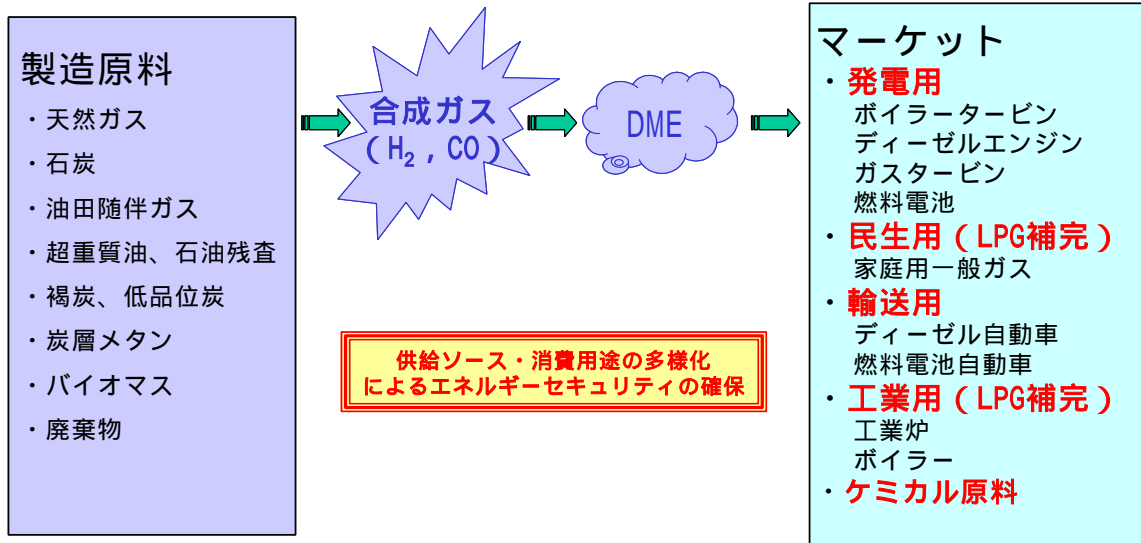 製造原料
・天然ガス
・石炭
・油田随伴ガス
・超重質油、石油残査
・褐炭、低品位炭
・炭層メタン
・バイオマス
・廃棄物
合成ガス
(H₂,CO)
DME
供給ソース・消費用途の多様化
によるエネルギーセキュリティの確保
マーケット
・発電用
ボイラータービン
ディーゼルエンジン
ガスタービン
燃料電池
・民生用(LPG補完)
家庭用一般ガス
・輸送用
ディーゼル自動車
燃料電池自動車
・工業用(LPG補完)
工業炉
ボイラー
・ケミカル原料